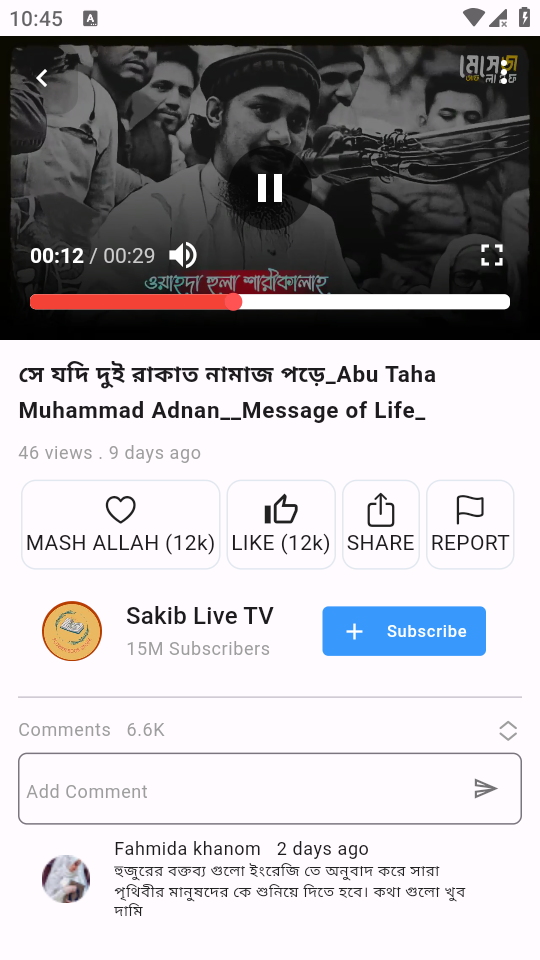 10:45
A
মেসেজ
অফ লাইফ
00:12 / 00:29
ওয়াহদাহু লা শারীকালাহ
সে যদি দুই রাকাত নামাজ পড়ে_Abu Taha
Muhammad Adnan__Message of Life_
46 views . 9 days ago
MASH ALLAH (12k)
LIKE (12k)
SHARE
REPORT
Sakib Live TV
15M Subscribers
+ Subscribe
Comments 6.6K
Add Comment
Fahmida khanom 2 days ago
হুজুরের বক্তব্য গুলো ইংরেজি তে অনুবাদ করে সারা
পৃথিবীর মানুষদের কে শুনিয়ে দিতে হবে। কথা গুলো খুব
দামি